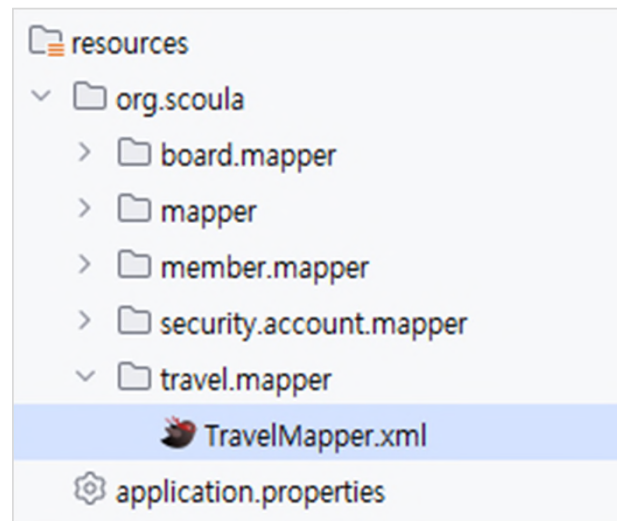 resources
org.scoula
board.mapper
mapper
member.mapper
security.account.mapper
travel.mapper
TravelMapper.xml
application.properties